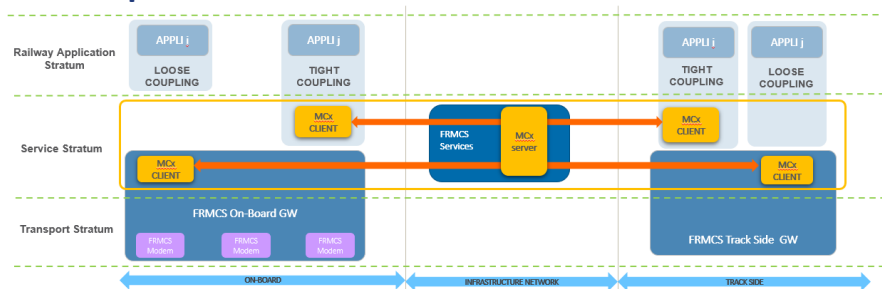 Railway Application
Stratum
APPLI j
LOOSE
COUPLING
APPLI j
TIGHT
COUPLING
APPLI i
TIGHT
COUPLING
APPLI j
LOOSE
COUPLING
Service Stratum
MCx
CLIENT
FRMCS
Services
MCx
server
MCx
CLIENT
MCx
CLIENT
MCx
CLIENT
Transport Stratum
FRMCS On-Board GW
FRMCS
Modem
FRMCS
Modem
FRMCS
Modem
FRMCS Track Side GW
ON-BOARD
INFRASTRUCTURE NETWORK
TRACK SIDE